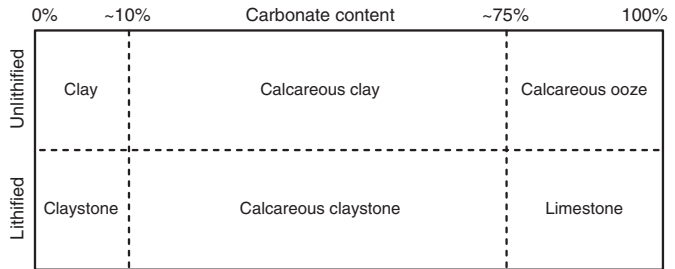 0% ~10% Carbonate content ~75% 100%
Unlithified
Clay Calcareous clay Calcareous ooze
Lithified
Claystone Calcareous claystone Limestone